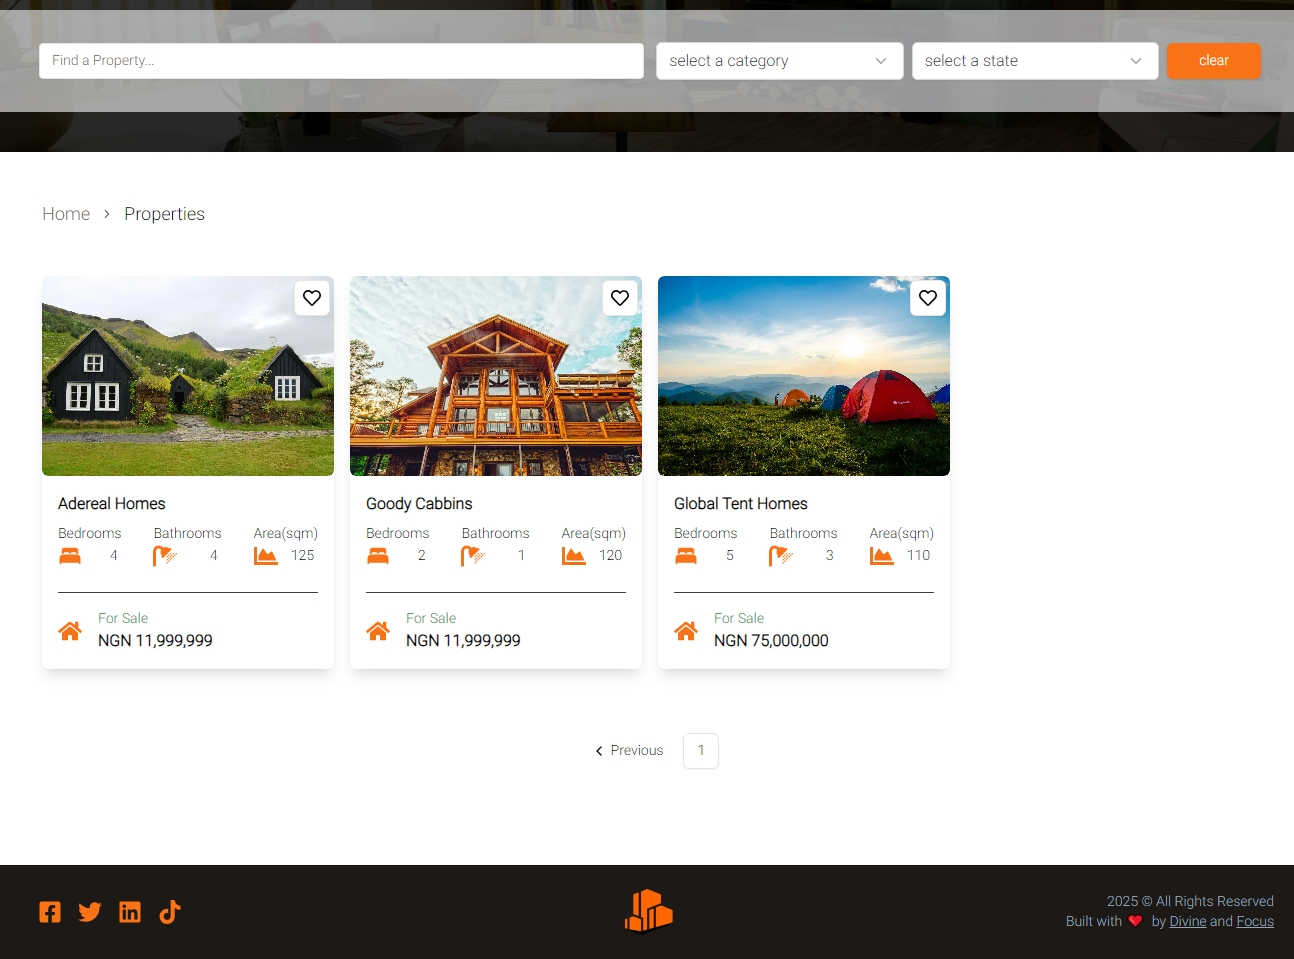 Find a Property...
select a category
select a state
clear
Home
Properties
Adereal Homes
Bedrooms Bathrooms Area(sqm)
4 4 125
For Sale
NGN 11,999,999
Goody Cabbins
Bedrooms Bathrooms Area(sqm)
2 1 120
For Sale
NGN 11,999,999
Global Tent Homes
Bedrooms Bathrooms Area(sqm)
5 3 110
For Sale
NGN 75,000,000
Previous 1
2025 © All Rights Reserved
Built with ❤️ by Divine and Focus